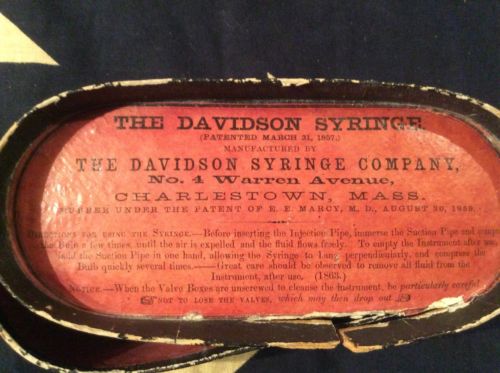 THE DAVIDSON SYRINGE.
(PATENTED MARCH 31, 1857.)
MANUFACTURED BY
THE DAVIDSON SYRINGE COMPANY,
No. 4 Warren Avenue,
CHARLESTOWN, MASS.
RUBBER UNDER THE PATENT OF E. E. MARCY, M. D., AUGUST 30, 1859.
DIRECTIONS FOR USING THE SYRINGE.—Before inserting the Injection Pipe, immerse the Suction Pipe and
the Bulb a few times, until the air is expelled and the fluid flows freely. To empty the Instrument after
hold the Suction Pipe in one hand, allowing the Syringe to hang perpendicularly, and compress the
Bulb quickly several times.—Great care should be observed to remove all fluid from the
Instrument, after use. (1863.)
NOTICE.—When the Valve Boxes are unscrewed to cleanse the instrument, be particularly careful
NOT TO LOSE THE VALVES, which may then drop out